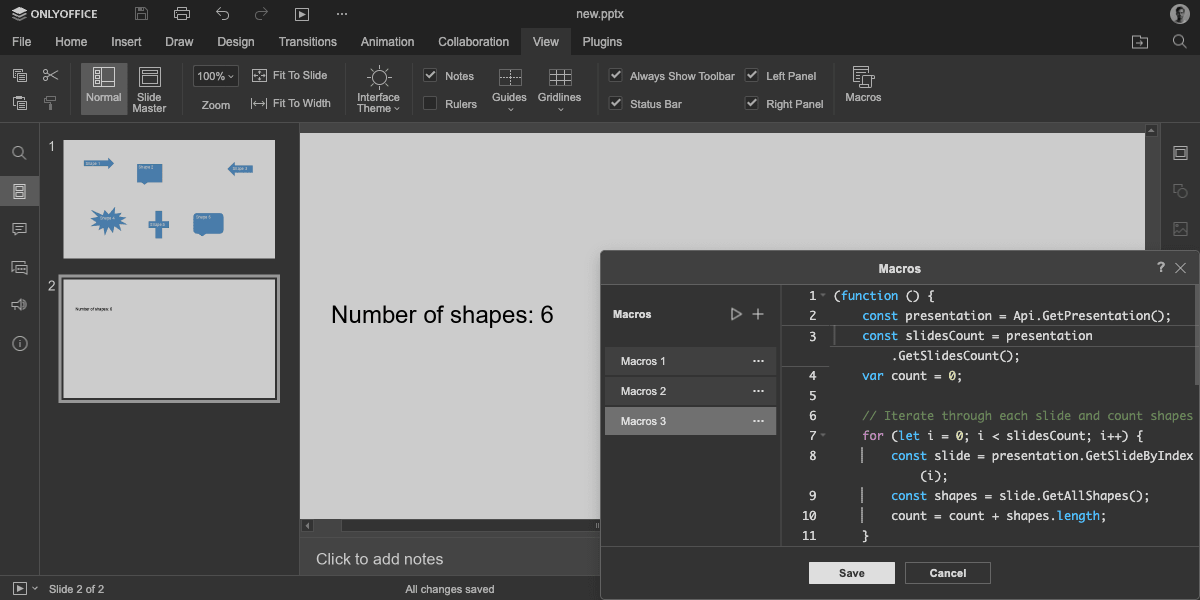 ONLYOFFICE
new.pptx
File Home Insert Draw Design Transitions Animation Collaboration View Plugins
Normal
Slide Master
100%
Zoom
Fit To Slide
Fit To Width
Interface Theme
Notes
Rulers
Guides
Gridlines
Always Show Toolbar
Status Bar
Left Panel
Right Panel
Macros
1
Shape 1
Shape 2
Shape 3
Shape 4
2
Number of shapes: 6
Number of shapes: 6
Macros
?
Macros
Macros 1
Macros 2
Macros 3
1 (function () {
2 const presentation = Api.GetPresentation();
3 const slidesCount = presentation
.GetSlidesCount();
4 var count = 0;
5
6 // Iterate through each slide and count shapes
7 for (let i = 0; i < slidesCount; i++) {
8 const slide = presentation.GetSlideByIndex
(i);
9 const shapes = slide.GetAllShapes();
10 count = count + shapes.length;
11 }
Save
Cancel
Click to add notes
Slide 2 of 2
All changes saved